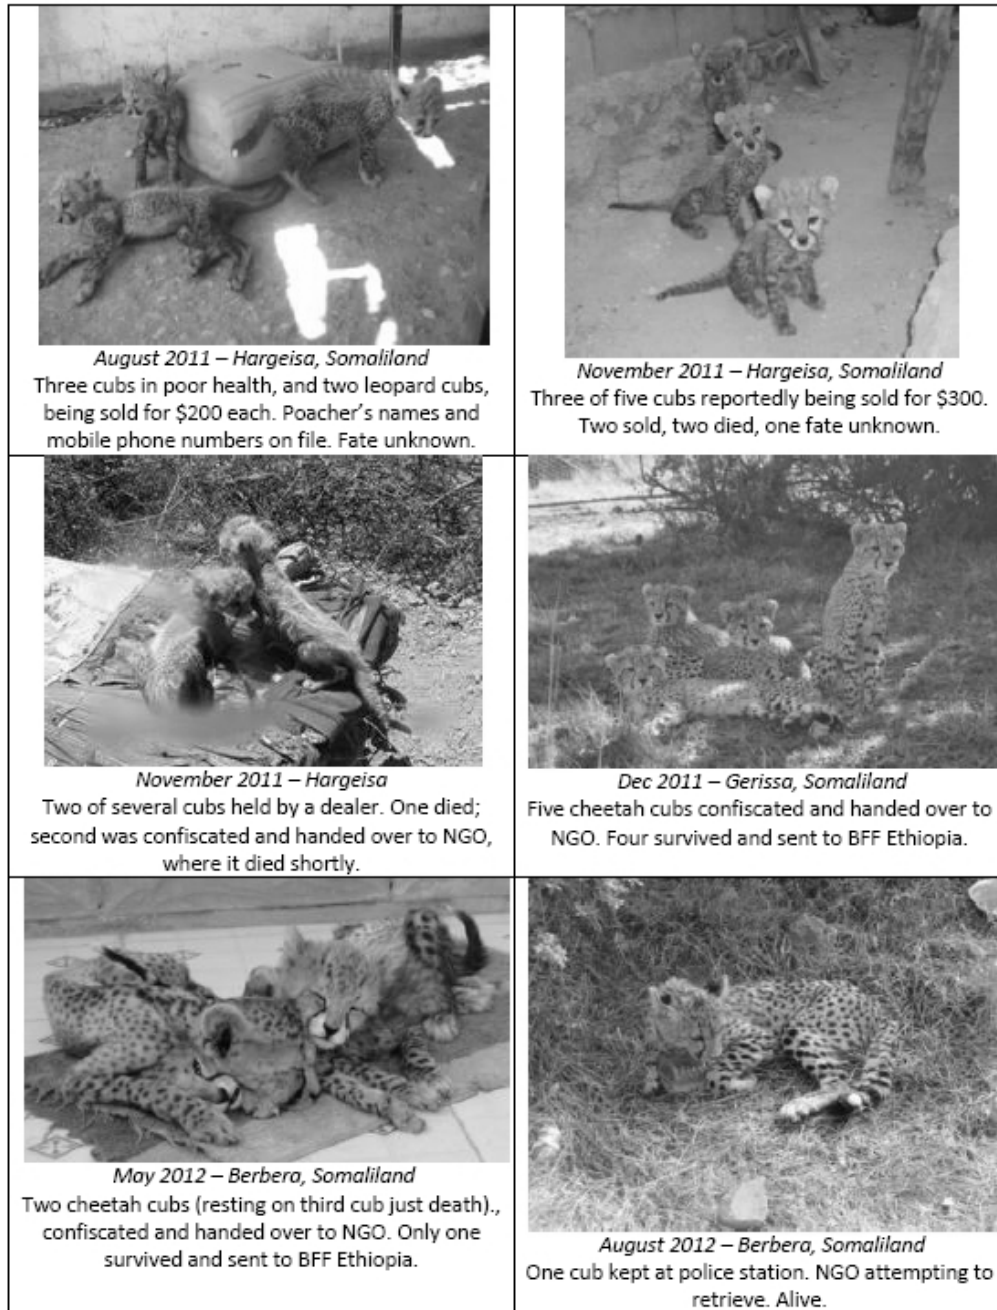 August 2011 – Hargeisa, Somaliland
Three cubs in poor health, and two leopard cubs,
being sold for $200 each. Poacher's names and
mobile phone numbers on file. Fate unknown.
November 2011 – Hargeisa, Somaliland
Three of five cubs reportedly being sold for $300.
Two sold, two died, one fate unknown.
November 2011 – Hargeisa
Two of several cubs held by a dealer. One died;
second was confiscated and handed over to NGO,
where it died shortly.
Dec 2011 – Gerissa, Somaliland
Five cheetah cubs confiscated and handed over to
NGO. Four survived and sent to BFF Ethiopia.
May 2012 – Berbera, Somaliland
Two cheetah cubs (resting on third cub just death).,
confiscated and handed over to NGO. Only one
survived and sent to BFF Ethiopia.
August 2012 – Berbera, Somaliland
One cub kept at police station. NGO attempting to
retrieve. Alive.